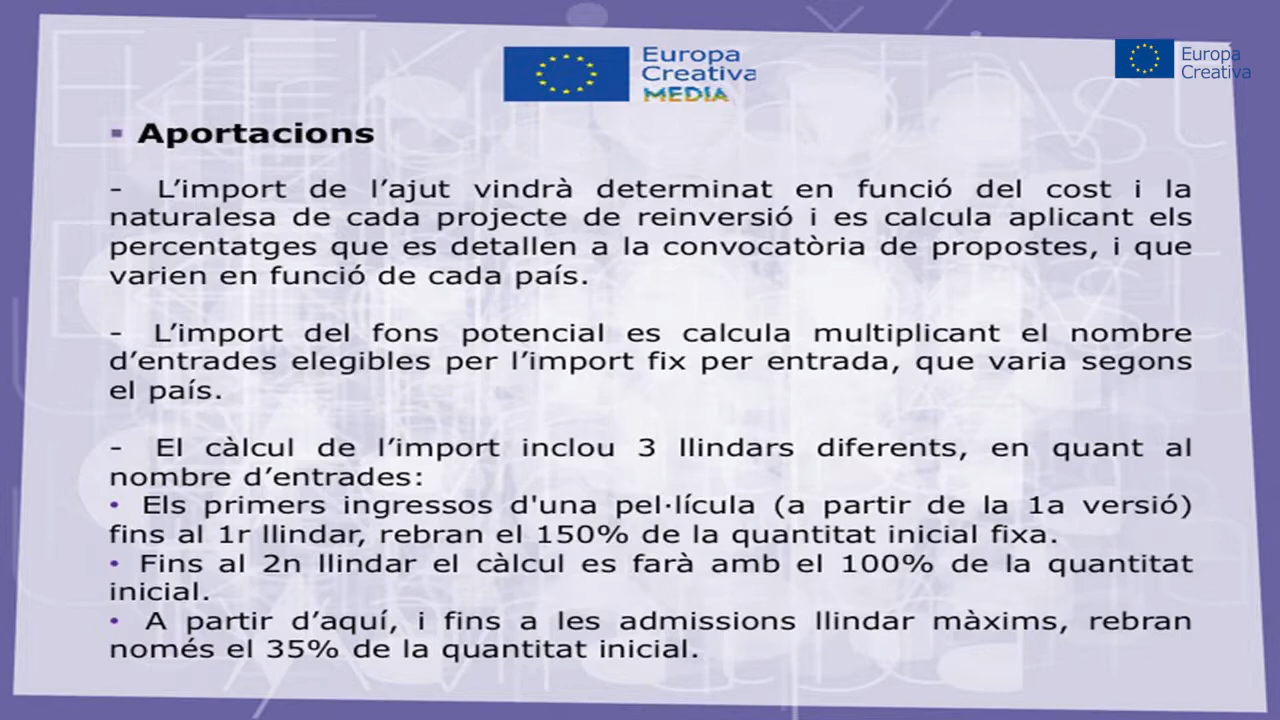 Europa
Creativa
MEDIA
Europa
Creativa
▪ Aportacions
- L’import de l’ajut vindrà determinat en funció del cost i la
naturalesa de cada projecte de reinversió i es calcula aplicant els
percentatges que es detallen a la convocatòria de propostes, i que
varien en funció de cada país.
- L’import del fons potencial es calcula multiplicant el nombre
d’entrades elegibles per l’import fix per entrada, que varia segons
el país.
- El càlcul de l’import inclou 3 llindars diferents, en quant al
nombre d’entrades:
• Els primers ingressos d'una pel·lícula (a partir de la 1a versió)
fins al 1r llindar, rebran el 150% de la quantitat inicial fixa.
• Fins al 2n llindar el càlcul es farà amb el 100% de la quantitat
inicial.
• A partir d’aquí, i fins a les admissions llindar màxims, rebran
només el 35% de la quantitat inicial.